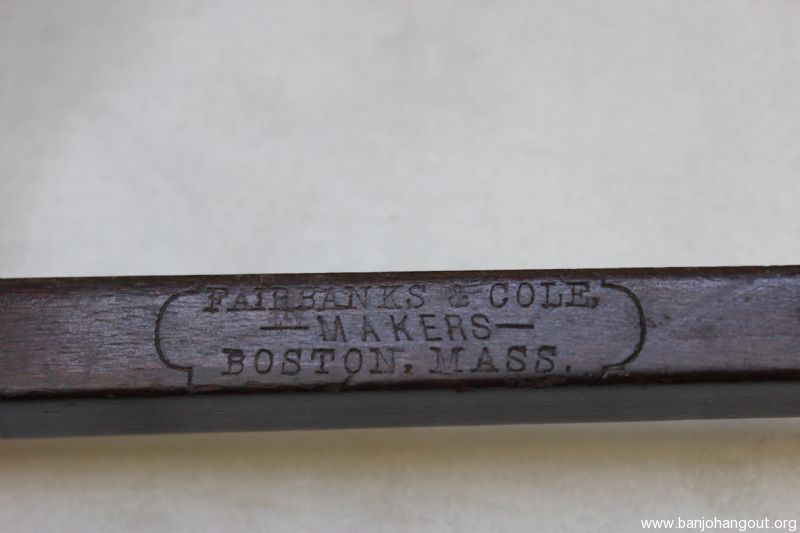 FAIRBANKS & COLE
— MAKERS —
BOSTON, MASS.
www.banjohangout.org